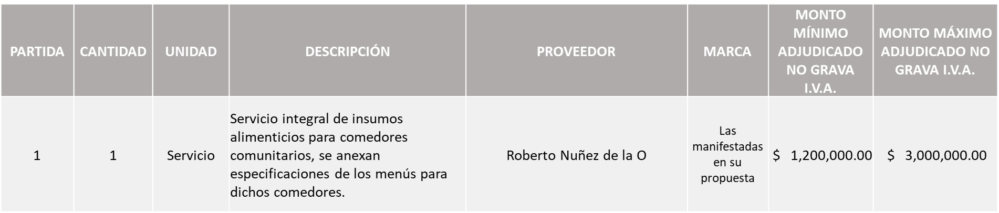 PARTIDA
CANTIDAD
UNIDAD
DESCRIPCIÓN
PROVEEDOR
MARCA
MONTO
MÍNIMO
ADJUDICADO
NO GRAVA
I.V.A.
MONTO MÁXIMO
ADJUDICADO NO
GRAVA I.V.A.
1
1
Servicio
Servicio integral de insumos
alimenticios para comedores
comunitarios, se anexan
especificaciones de los menús para
dichos comedores.
Roberto Nuñez de la O
Las
manifestadas
en su
propuesta
$ 1,200,000.00
$ 3,000,000.00